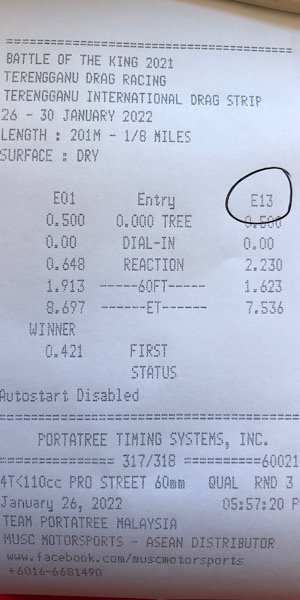 BATTLE OF THE KING 2021
TERENGGANU DRAG RACING
TERENGGANU INTERNATIONAL DRAG STRIP
26 - 30 JANUARY 2022
LENGTH : 201M - 1/8 MILES
SURFACE : DRY
E01 Entry E13
0.500 0.000 TREE 0.500
0.00 DIAL-IN 0.00
0.648 REACTION 2.230
1.913 -----60FT----- 1.623
8.697 ------ET------ 7.536
WINNER
0.421 FIRST
STATUS
Autostart Disabled
PORTATREE TIMING SYSTEMS, INC.
========== 317/318 ==========60021
4T<110cc PRO STREET 60mm QUAL RND 3
January 26, 2022 05:57:20 P
TEAM PORTATREE MALAYSIA
MUSC MOTORSPORTS - ASEAN DISTRIBUTOR
www.facebook.com/muscmotorsports
+6016-6681490